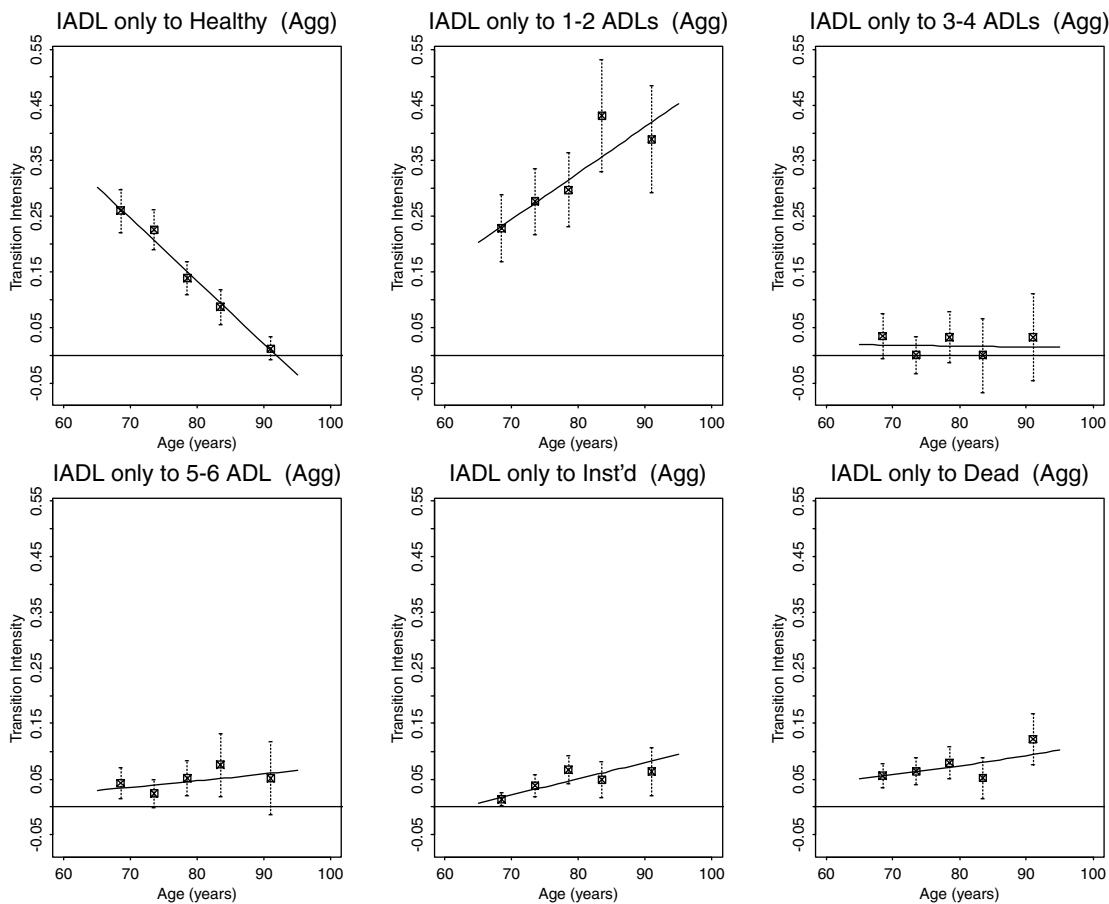 IADL only to Healthy (Agg)
Transition Intensity
0.55
0.45
0.35
0.25
0.15
0.05
-0.05
60 70 80 90 100
Age (years)
IADL only to 1-2 ADLs (Agg)
Transition Intensity
0.55
0.45
0.35
0.25
0.15
0.05
-0.05
60 70 80 90 100
Age (years)
IADL only to 3-4 ADLs (Agg)
Transition Intensity
0.55
0.45
0.35
0.25
0.15
0.05
-0.05
60 70 80 90 100
Age (years)
IADL only to 5-6 ADL (Agg)
Transition Intensity
0.55
0.45
0.35
0.25
0.15
0.05
-0.05
60 70 80 90 100
Age (years)
IADL only to Inst'd (Agg)
Transition Intensity
0.55
0.45
0.35
0.25
0.15
0.05
-0.05
60 70 80 90 100
Age (years)
IADL only to Dead (Agg)
Transition Intensity
0.55
0.45
0.35
0.25
0.15
0.05
-0.05
60 70 80 90 100
Age (years)